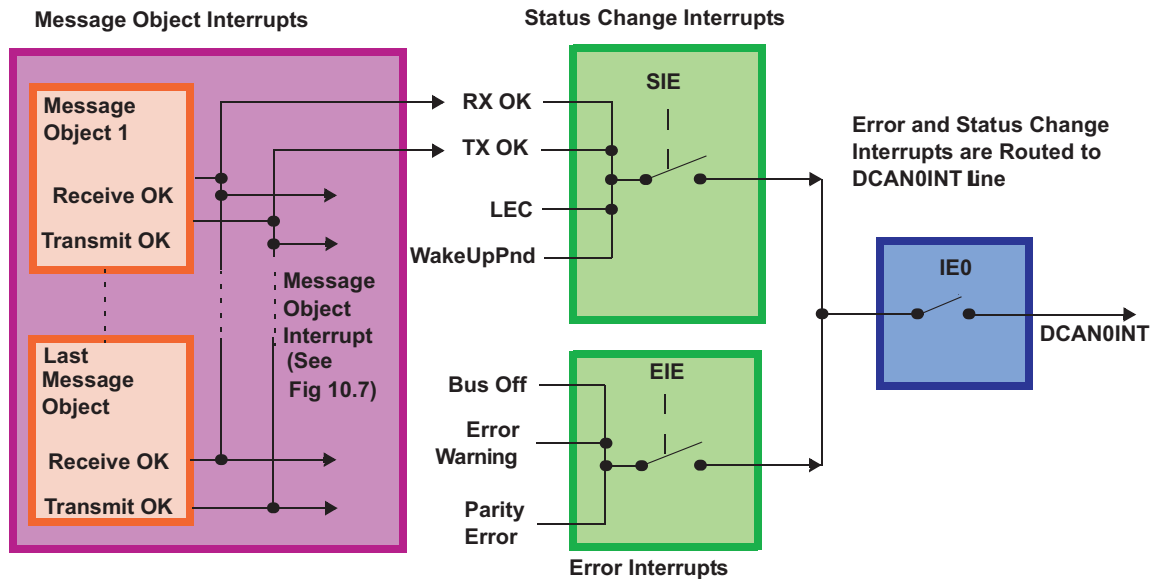 Message Object Interrupts
Status Change Interrupts
Message
Object 1
Receive OK
Transmit OK
Message
Object
Interrupt
(See
Fig 10.7)
Last
Message
Object
Receive OK
Transmit OK
RX OK
TX OK
LEC
WakeUpPnd
SIE
Bus Off
Error
Warning
Parity
Error
EIE
Error Interrupts
Error and Status Change
Interrupts are Routed to
DCAN0INT Line
IE0
DCAN0INT